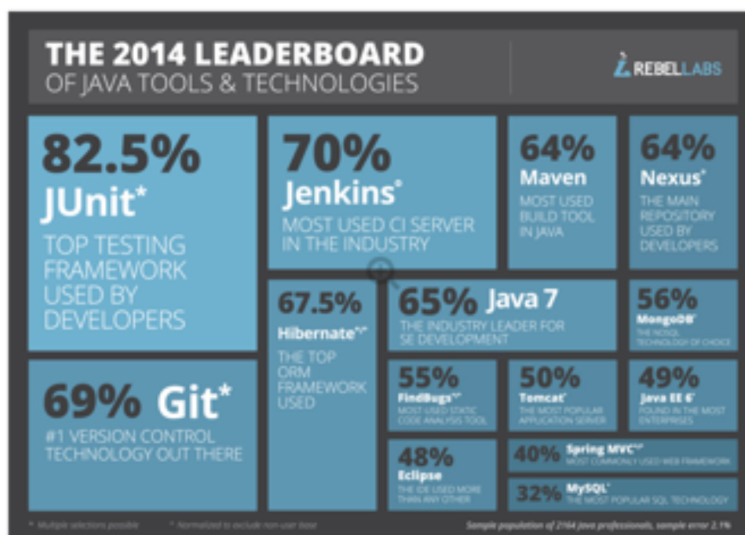 THE 2014 LEADERBOARD
OF JAVA TOOLS & TECHNOLOGIES
REBELLABS
82.5%
JUnit*
TOP TESTING
FRAMEWORK
USED BY
DEVELOPERS
70%
Jenkins°
MOST USED CI SERVER
IN THE INDUSTRY
64%
Maven
MOST USED
BUILD TOOL
IN JAVA
64%
Nexus°
THE MAIN
REPOSITORY
USED BY
DEVELOPERS
67.5%
Hibernate*/°
THE TOP
ORM
FRAMEWORK
USED
65% Java 7
THE INDUSTRY LEADER FOR
SE DEVELOPMENT
56%
MongoDB°
THE NOSQL
TECHNOLOGY OF CHOICE
69% Git*
#1 VERSION CONTROL
TECHNOLOGY OUT THERE
55%
FindBugs*/°
MOST USED STATIC
CODE ANALYSIS TOOL
50%
Tomcat°
THE MOST POPULAR
APPLICATION SERVER
49%
Java EE 6°
FOUND IN THE MOST
ENTERPRISES
48%
Eclipse
THE IDE USED MORE
THAN ANY OTHER
40% Spring MVC*/°
MOST COMMONLY USED WEB FRAMEWORK
32% MySQL°
THE MOST POPULAR SQL TECHNOLOGY
* Multiple selections possible
° Normalized to exclude non-user base
Sample population of 2164 Java professionals, sample error 2.1%